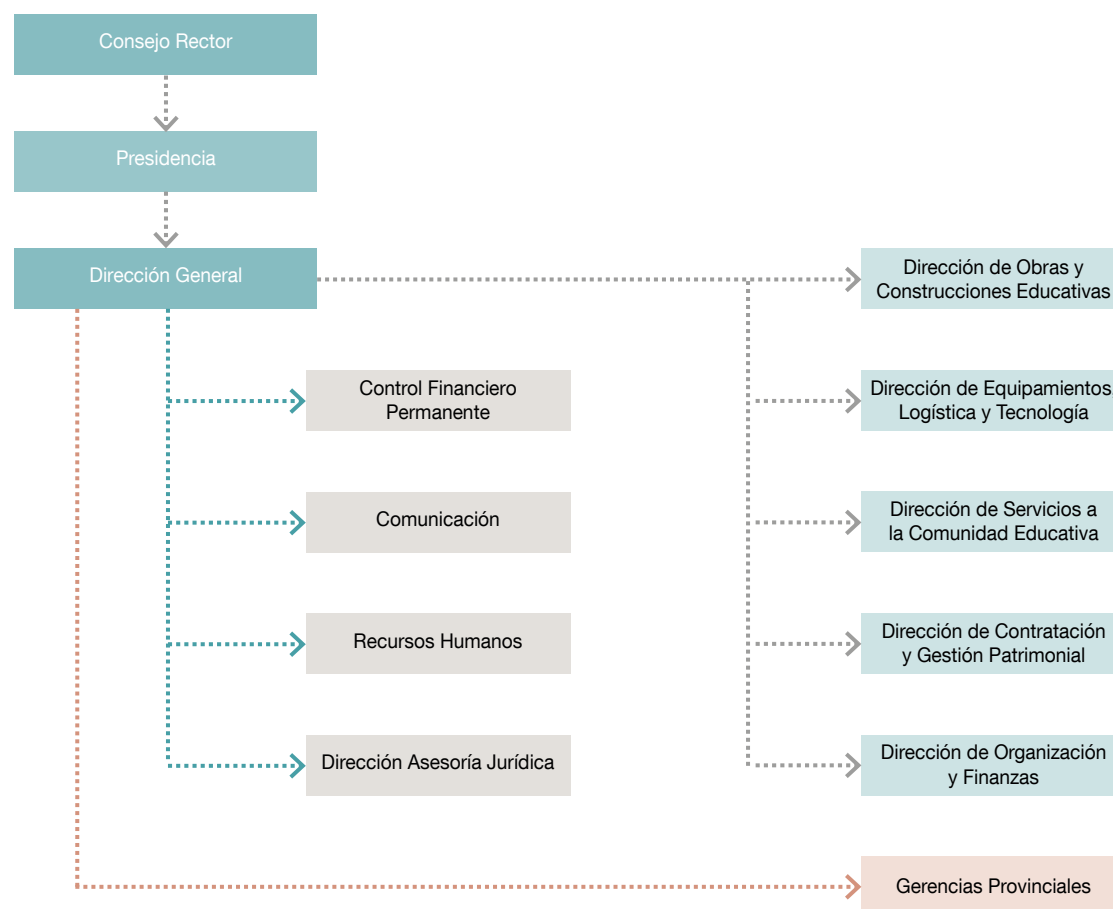 Consejo Rector
Presidencia
Dirección General
Dirección de Obras y
Construcciones Educativas
Control Financiero
Permanente
Dirección de Equipamientos,
Logística y Tecnología
Comunicación
Dirección de Servicios a
la Comunidad Educativa
Recursos Humanos
Dirección de Contratación
y Gestión Patrimonial
Dirección Asesoría Jurídica
Dirección de Organización
y Finanzas
Gerencias Provinciales